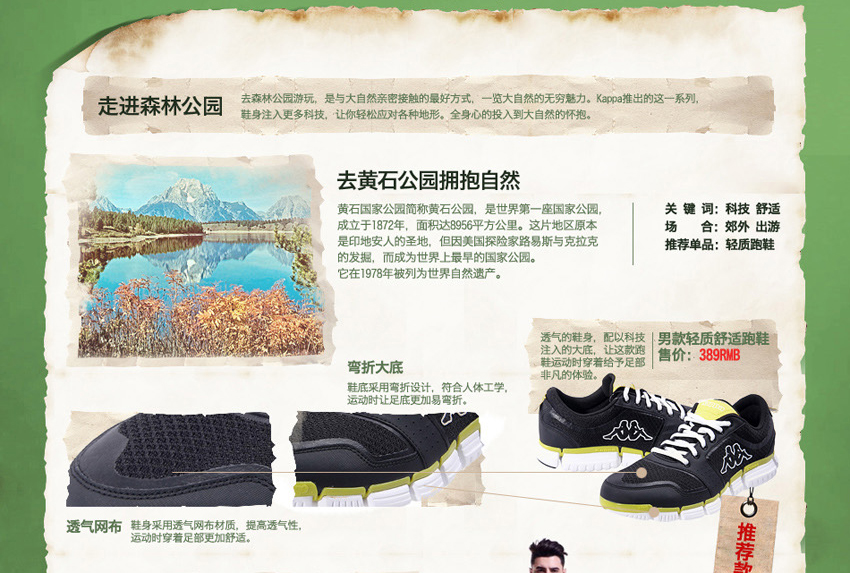 走进森林公园
去森林公园游玩，是与大自然亲密接触的最好方式，一览大自然的无穷魅力。Kappa推出的这一系列，
鞋身注入更多科技，让你轻松应对各种地形。全身心的投入到大自然的怀抱。
去黄石公园拥抱自然
黄石国家公园简称黄石公园，是世界第一座国家公园，
成立于1872年，面积达8956平方公里。这片地区原本
是印地安人的圣地，但因美国探险家路易斯与克拉克
的发掘，而成为世界上最早的国家公园。
它在1978年被列为世界自然遗产。
关 键 词：科技 舒适
场 合：郊外 出游
推荐单品：轻质跑鞋
透气的鞋身，配以科技
注入的大底，让这款跑
鞋运动时穿着给予足部
非凡的体验。
男款轻质舒适跑鞋
售价：389RMB
弯折大底
鞋底采用弯折设计，符合人体工学，
运动时让足底更加易弯折。
透气网布
鞋身采用透气网布材质，提高透气性，
运动时穿着足部更加舒适。
推荐款